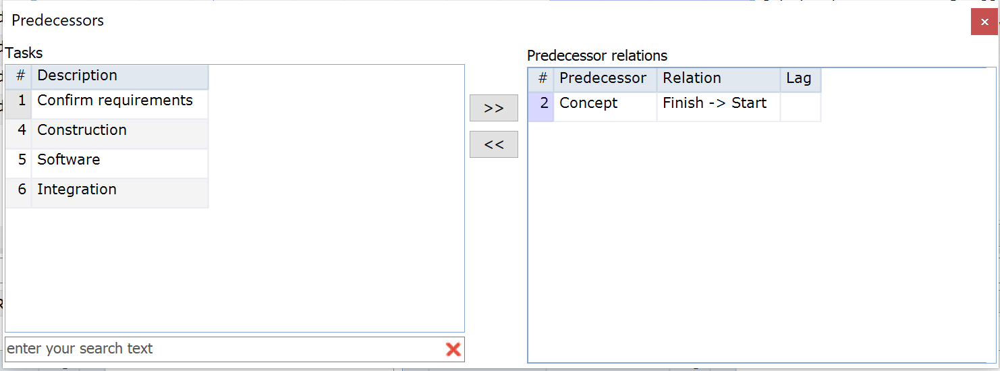 Predecessors
×
Tasks
# Description
1 Confirm requirements
4 Construction
5 Software
6 Integration
enter your search text
>>
<<
Predecessor relations
# Predecessor Relation Lag
2 Concept Finish -> Start